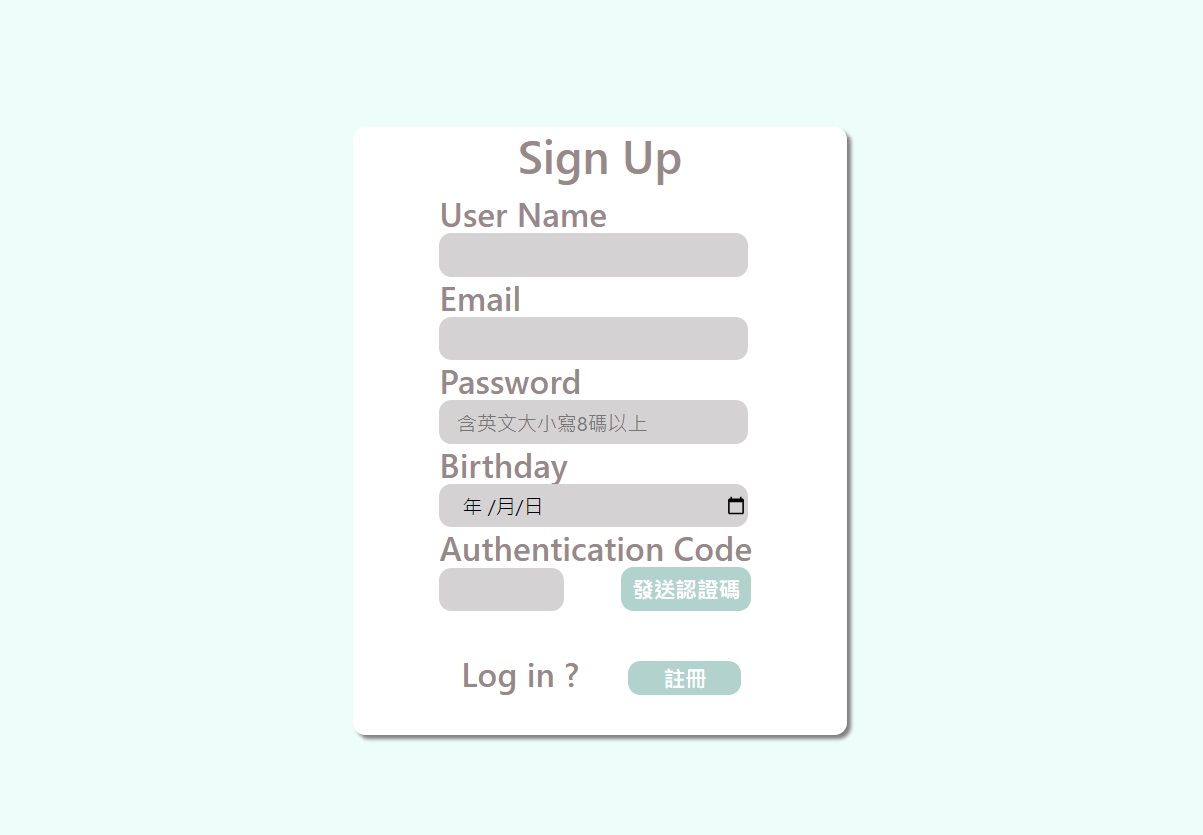 Sign Up
User Name
Email
Password
含英文大小寫8碼以上
Birthday
年 /月/日
Authentication Code
發送認證碼
Log in ? 註冊